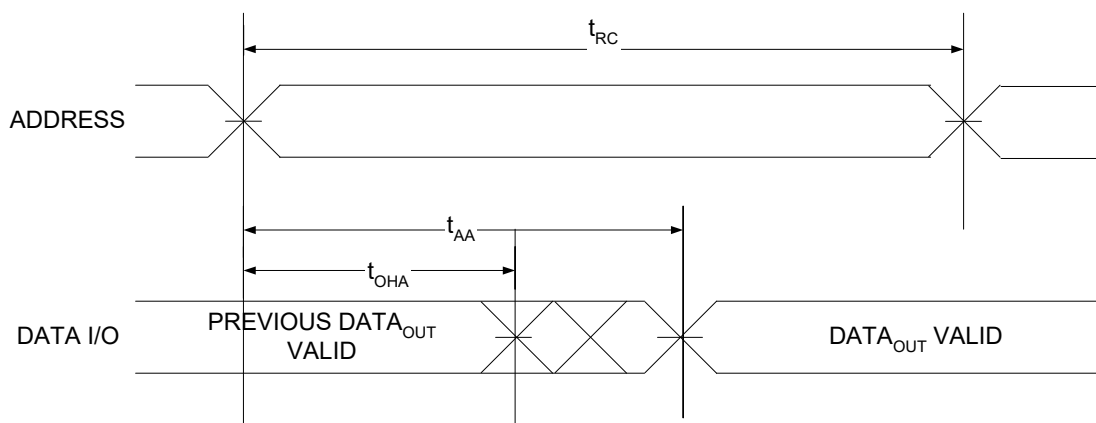 tRC
ADDRESS
tAA
tOHA
DATA I/O
PREVIOUS DATAOUT
VALID
DATAOUT VALID